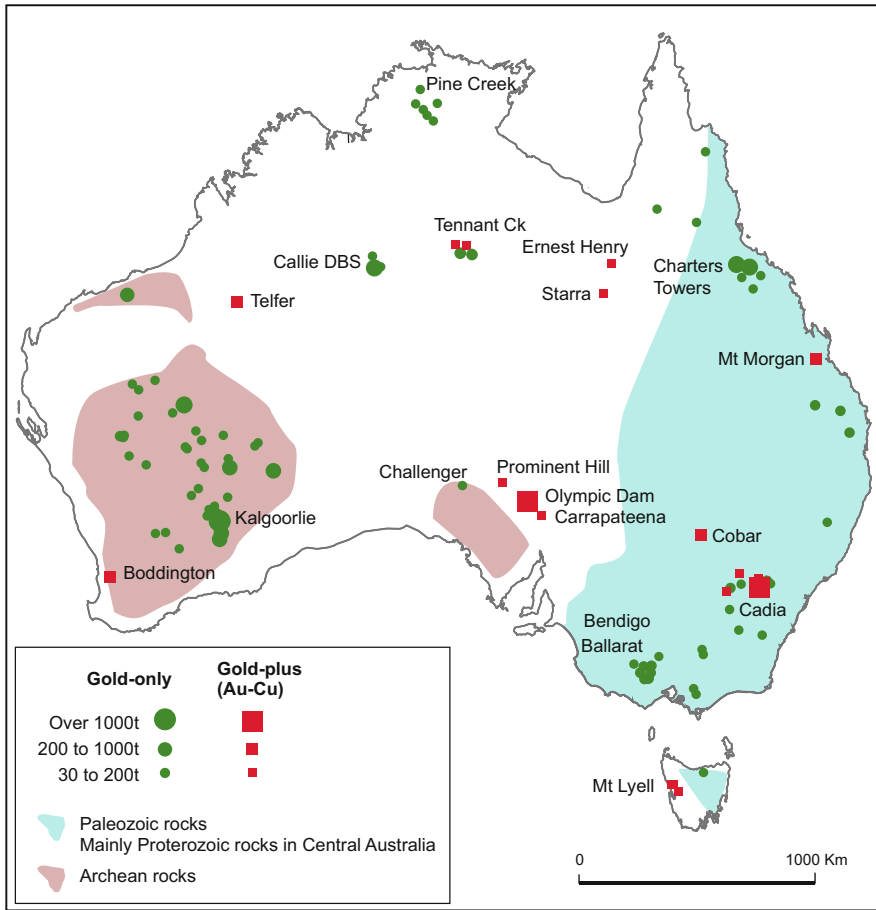 Pine Creek
Tennant Ck
Callie DBS
Ernest Henry
Charters
Towers
Telfer
Starra
Mt Morgan
Challenger
Prominent Hill
Olympic Dam
Carrapateena
Kalgoorlie
Cobar
Boddington
Cadia
Bendigo
Ballarat
Mt Lyell
Gold-only
Gold-plus
(Au-Cu)
Over 1000t
200 to 1000t
30 to 200t
Paleozoic rocks
Mainly Proterozoic rocks in Central Australia
Archean rocks
0 1000 Km